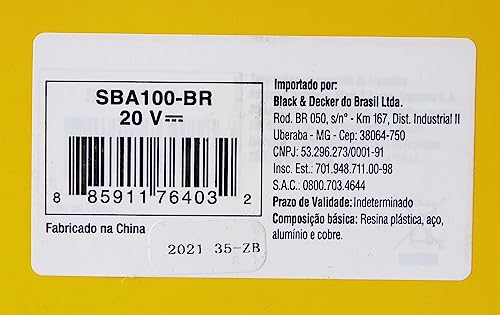 SBA100-BR
20 V⎓
8 85911 76403 2
Fabricado na China
2021 35-ZB
Importado por:
Black & Decker do Brasil Ltda.
Rod. BR 050, s/n° - Km 167, Dist. Industrial II
Uberaba - MG - Cep: 38064-750
CNPJ: 53.296.273/0001-91
Insc. Est.: 701.948.711.00-98
S.A.C.: 0800.703.4644
Prazo de Validade: Indeterminado
Composição básica: Resina plástica, aço,
alumínio e cobre.